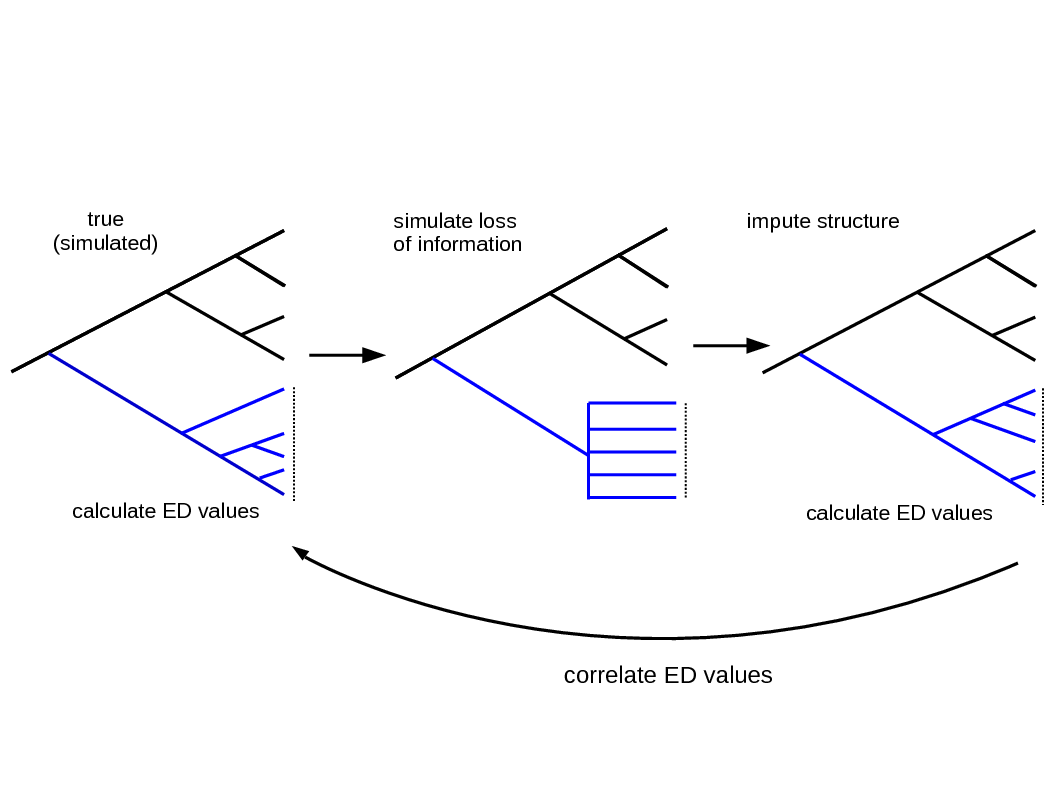 true
(simulated)
simulate loss
of information
impute structure
calculate ED values
calculate ED values
correlate ED values